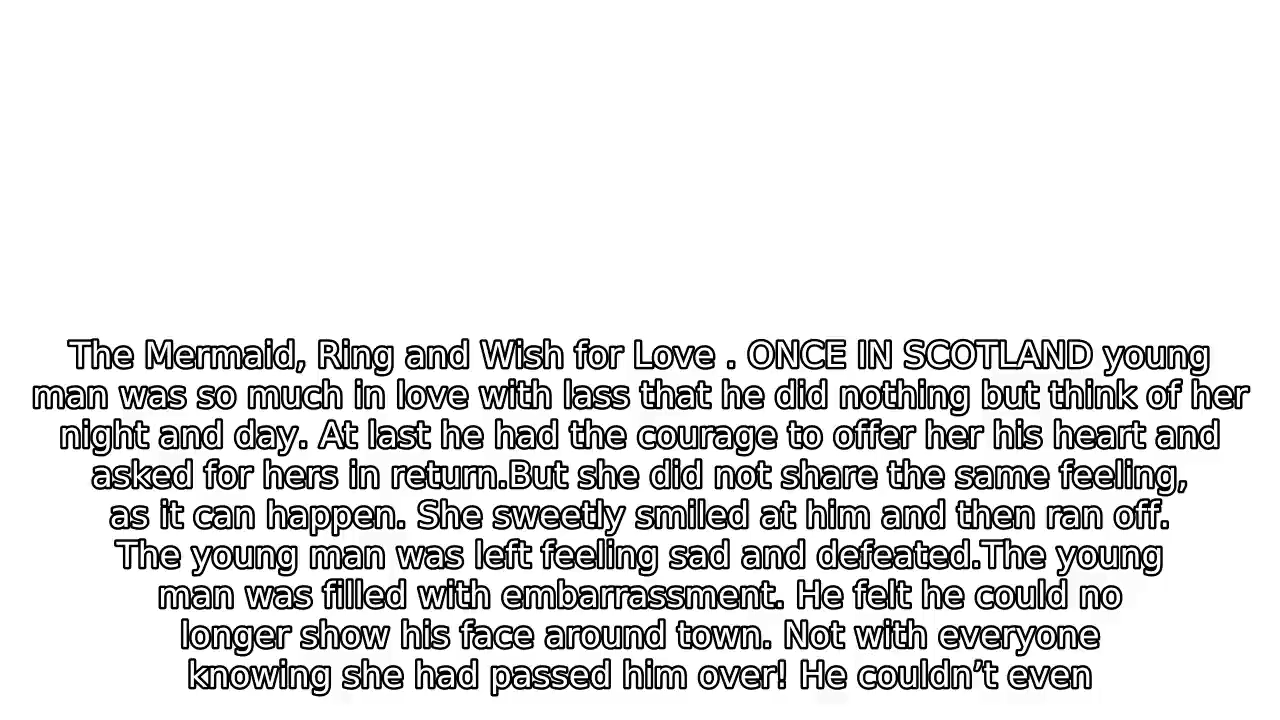 The Mermaid, Ring and Wish for Love . ONCE IN SCOTLAND young
man was so much in love with lass that he did nothing but think of her
night and day. At last he had the courage to offer her his heart and
asked for hers in return.But she did not share the same feeling,
as it can happen. She sweetly smiled at him and then ran off.
The young man was left feeling sad and defeated.The young
man was filled with embarrassment. He felt he could no
longer show his face around town. Not with everyone
knowing she had passed him over! He couldn’t even